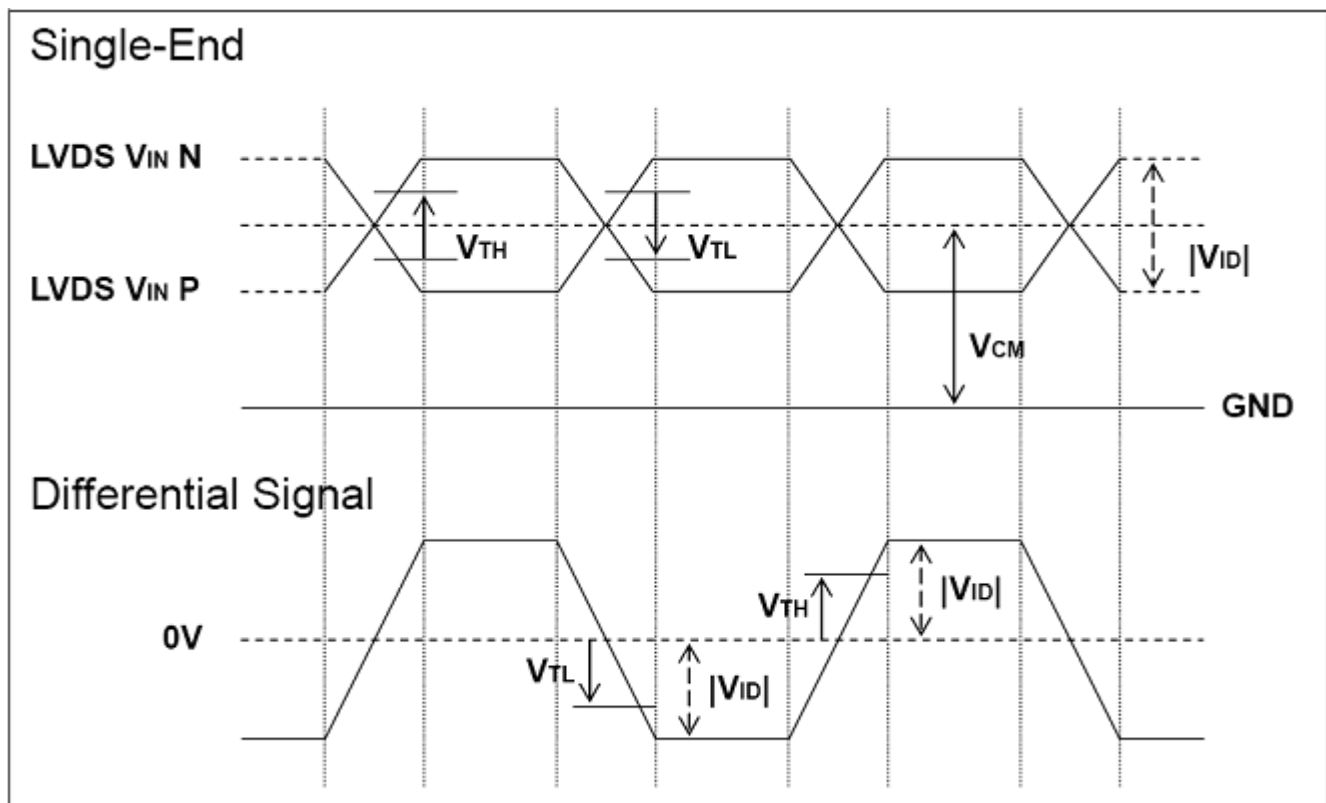 Single-End
LVDS VIN N
VTH
VTL
|VID|
LVDS VIN P
VCM
GND
Differential Signal
VTH
|VID|
0V
VTL
|VID|